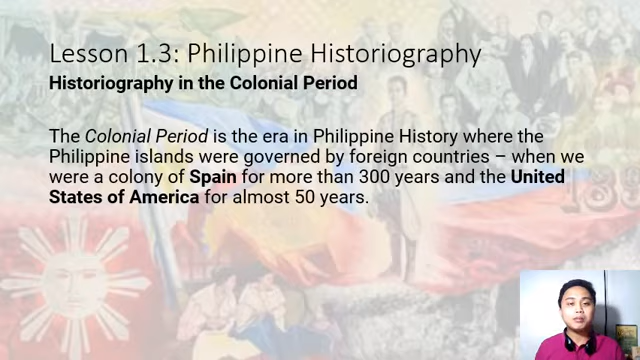 Lesson 1.3: Philippine Historiography
Historiography in the Colonial Period
The Colonial Period is the era in Philippine History where the
Philippine islands were governed by foreign countries – when we
were a colony of Spain for more than 300 years and the United
States of America for almost 50 years.